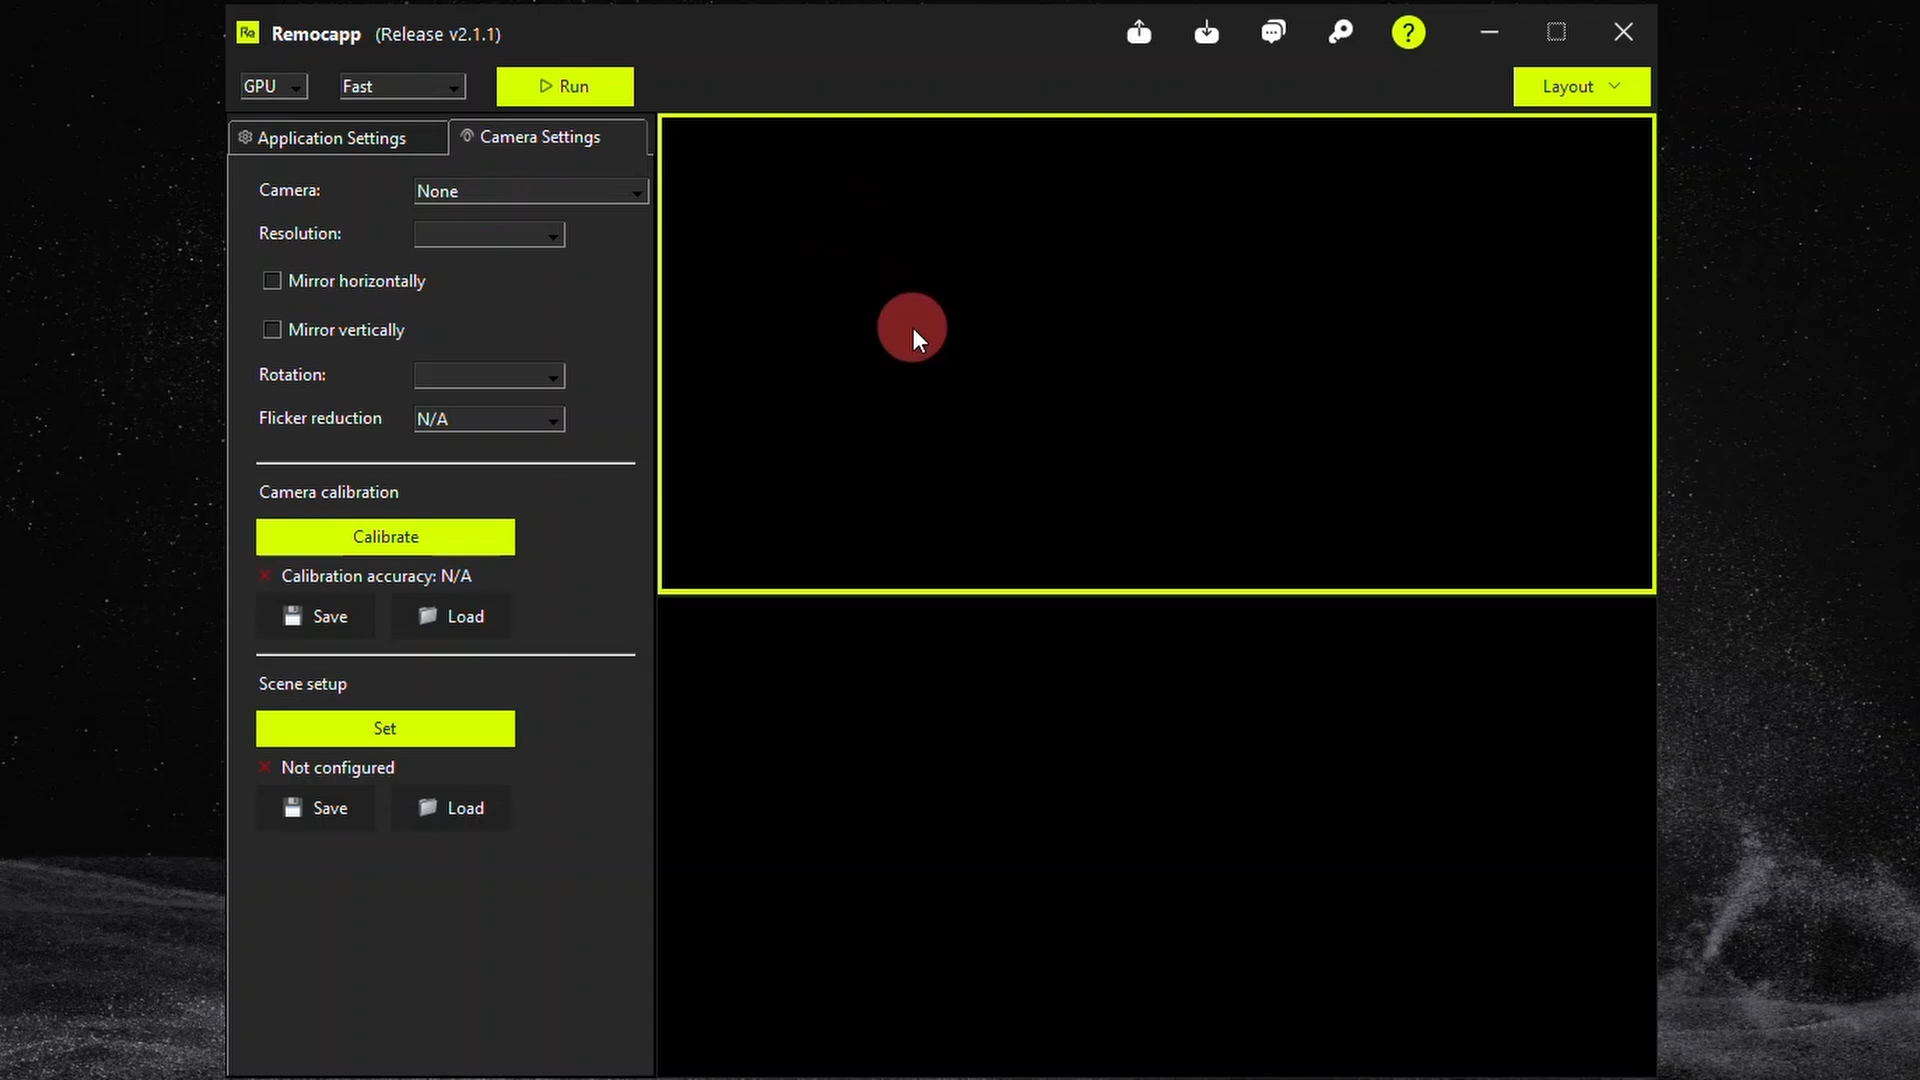 Re Remocapp (Release v2.1.1) ?
GPU Fast Run Layout
Application Settings Camera Settings
Camera: None
Resolution:
Mirror horizontally
Mirror vertically
Rotation:
Flicker reduction N/A
Camera calibration
Calibrate
Calibration accuracy: N/A
Save Load
Scene setup
Set
Not configured
Save Load